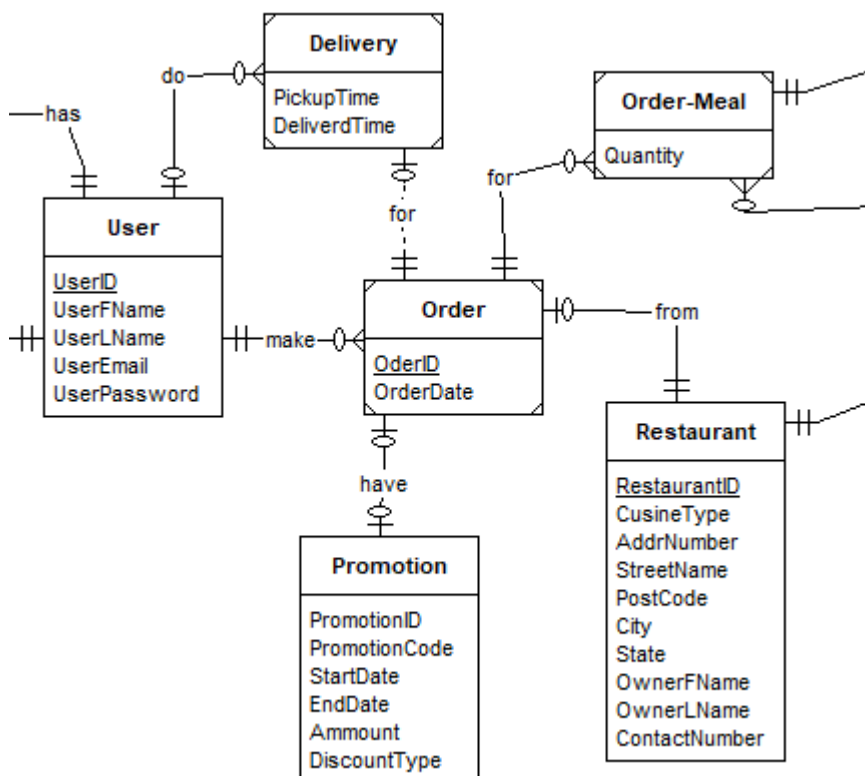 Delivery
PickupTime
DeliverdTime
do
has
Order-Meal
Quantity
for
for
User
UserID
UserFName
UserLName
UserEmail
UserPassword
make
Order
OderID
OrderDate
from
have
Promotion
PromotionID
PromotionCode
StartDate
EndDate
Ammount
DiscountType
Restaurant
RestaurantID
CusineType
AddrNumber
StreetName
PostCode
City
State
OwnerFName
OwnerLName
ContactNumber